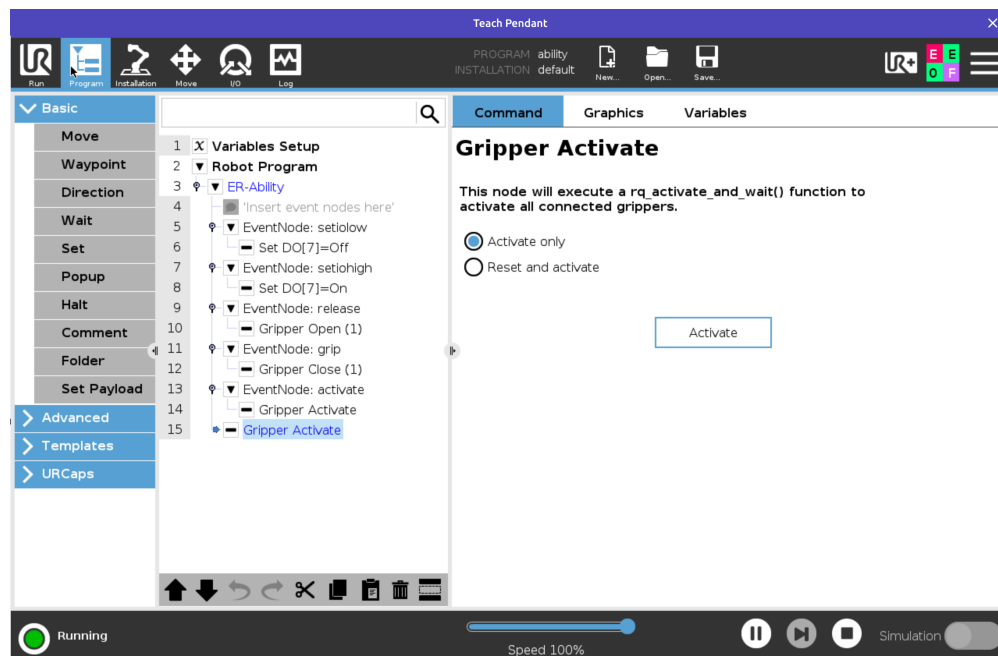 Teach Pendant
UR Run Program Installation Move I/O Log
PROGRAM ability
INSTALLATION default
New... Open... Save...
UR+ E E 0 F
Basic
Move
Waypoint
Direction
Wait
Set
Popup
Halt
Comment
Folder
Set Payload
Advanced
Templates
URCaps
1 X Variables Setup
2 Robot Program
3 ER-Ability
4 'Insert event nodes here'
5 EventNode: setiolow
6 Set DO[7]=Off
7 EventNode: setiohigh
8 Set DO[7]=On
9 EventNode: release
10 Gripper Open (1)
11 EventNode: grip
12 Gripper Close (1)
13 EventNode: activate
14 Gripper Activate
15 Gripper Activate
Command Graphics Variables
Gripper Activate
This node will execute a rq_activate_and_wait() function to
activate all connected grippers.
Activate only
Reset and activate
Activate
Running
Speed 100%
Simulation